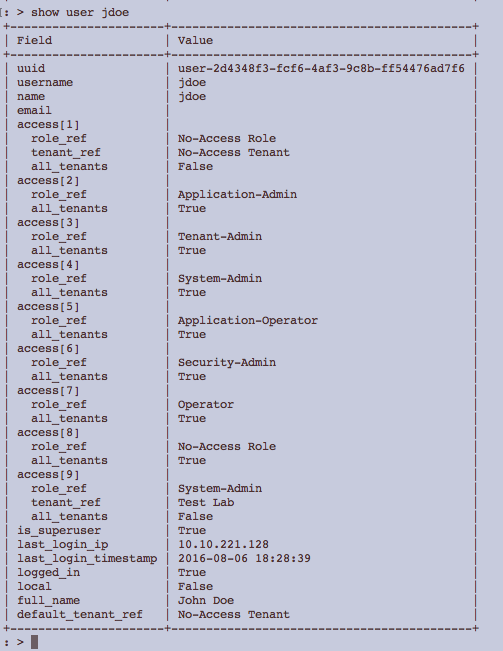 [: > show user jdoe
+-----------------------+-------------------------------------------+
| Field                 | Value                                     |
+-----------------------+-------------------------------------------+
| uuid                  | user-2d4348f3-fcf6-4af3-9c8b-ff54476ad7f6 |
| username              | jdoe                                      |
| name                  | jdoe                                      |
| email                 |                                           |
| access[1]             |                                           |
|   role_ref            | No-Access Role                            |
|   tenant_ref          | No-Access Tenant                          |
|   all_tenants         | False                                     |
| access[2]             |                                           |
|   role_ref            | Application-Admin                         |
|   all_tenants         | True                                      |
| access[3]             |                                           |
|   role_ref            | Tenant-Admin                              |
|   all_tenants         | True                                      |
| access[4]             |                                           |
|   role_ref            | System-Admin                              |
|   all_tenants         | True                                      |
| access[5]             |                                           |
|   role_ref            | Application-Operator                      |
|   all_tenants         | True                                      |
| access[6]             |                                           |
|   role_ref            | Security-Admin                            |
|   all_tenants         | True                                      |
| access[7]             |                                           |
|   role_ref            | Operator                                  |
|   all_tenants         | True                                      |
| access[8]             |                                           |
|   role_ref            | No-Access Role                            |
|   all_tenants         | True                                      |
| access[9]             |                                           |
|   role_ref            | System-Admin                              |
|   tenant_ref          | Test Lab                                  |
|   all_tenants         | False                                     |
| is_superuser          | True                                      |
| last_login_ip         | 10.10.221.128                             |
| last_login_timestamp  | 2016-08-06 18:28:39                       |
| logged_in             | True                                      |
| local                 | False                                     |
| full_name             | John Doe                                  |
| default_tenant_ref    | No-Access Tenant                          |
+-----------------------+-------------------------------------------+
: >